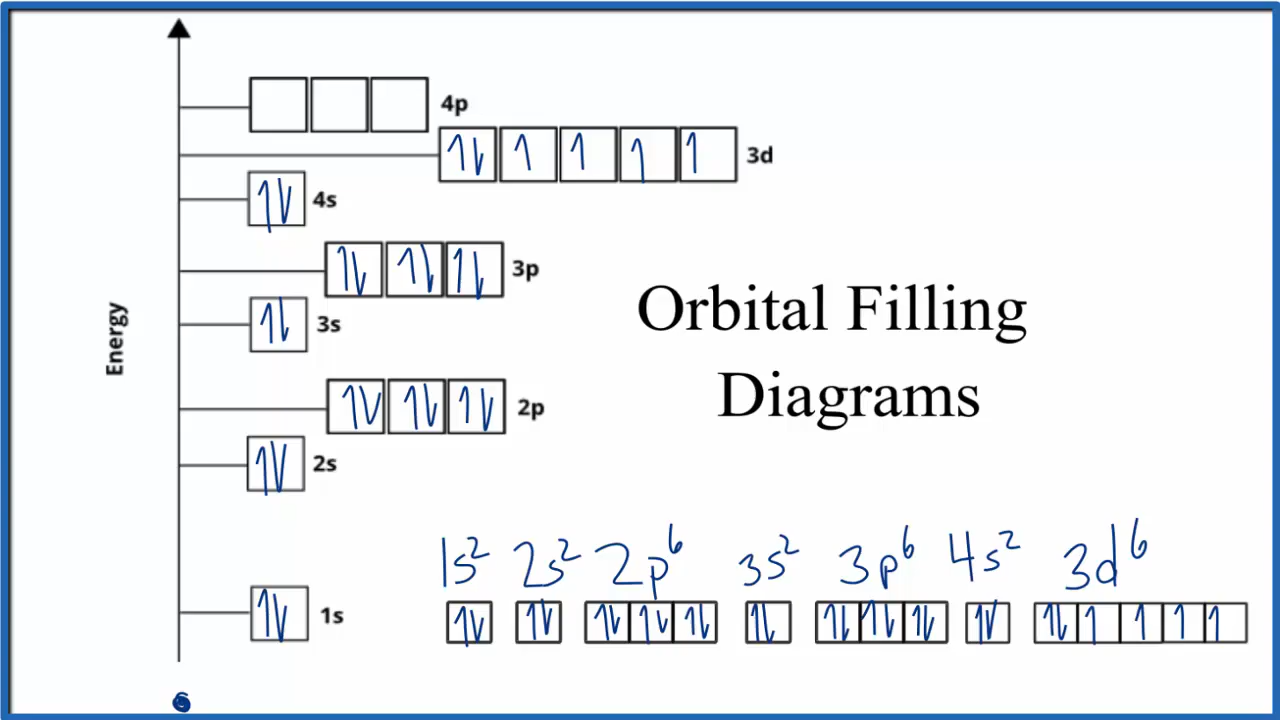 4p
3d
4s
3p
3s
Energy
Orbital Filling
Diagrams
2p
2s
1s² 2s² 2p⁶ 3s² 3p⁶ 4s² 3d⁶
1s